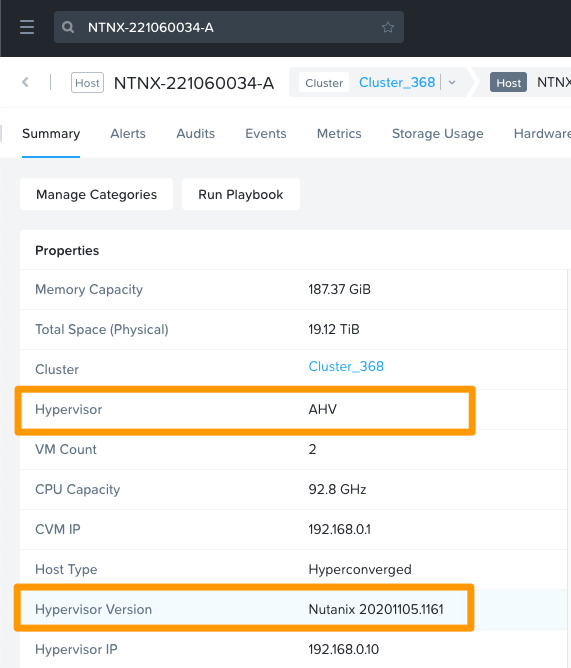 NTNX-221060034-A
Host NTNX-221060034-A Cluster Cluster_368 Host NTNX
Summary Alerts Audits Events Metrics Storage Usage Hardware
Manage Categories Run Playbook
Properties
Memory Capacity 187.37 GiB
Total Space (Physical) 19.12 TiB
Cluster Cluster_368
Hypervisor AHV
VM Count 2
CPU Capacity 92.8 GHz
CVM IP 192.168.0.1
Host Type Hyperconverged
Hypervisor Version Nutanix 20201105.1161
Hypervisor IP 192.168.0.10